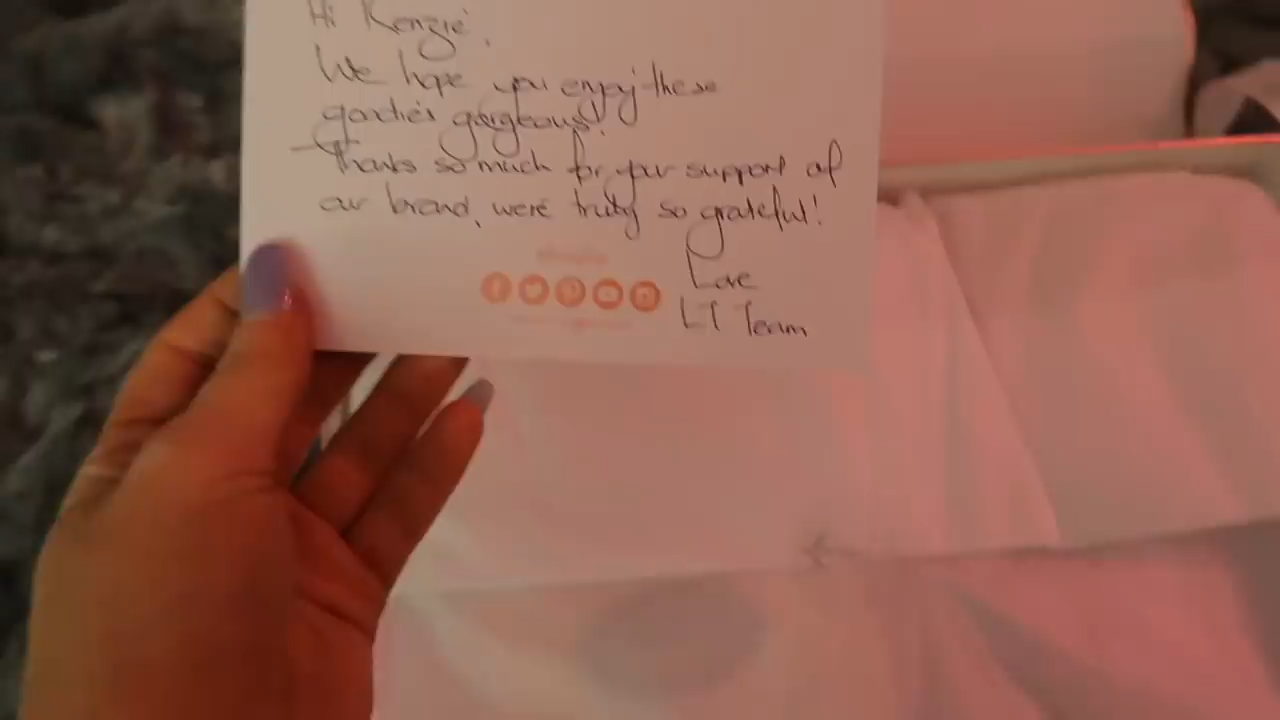 Hi Kenzie,
We hope you enjoy these
goodies gorgeous!
Thanks so much for your support of
our brand, we're truly so grateful!
Love
LT Team